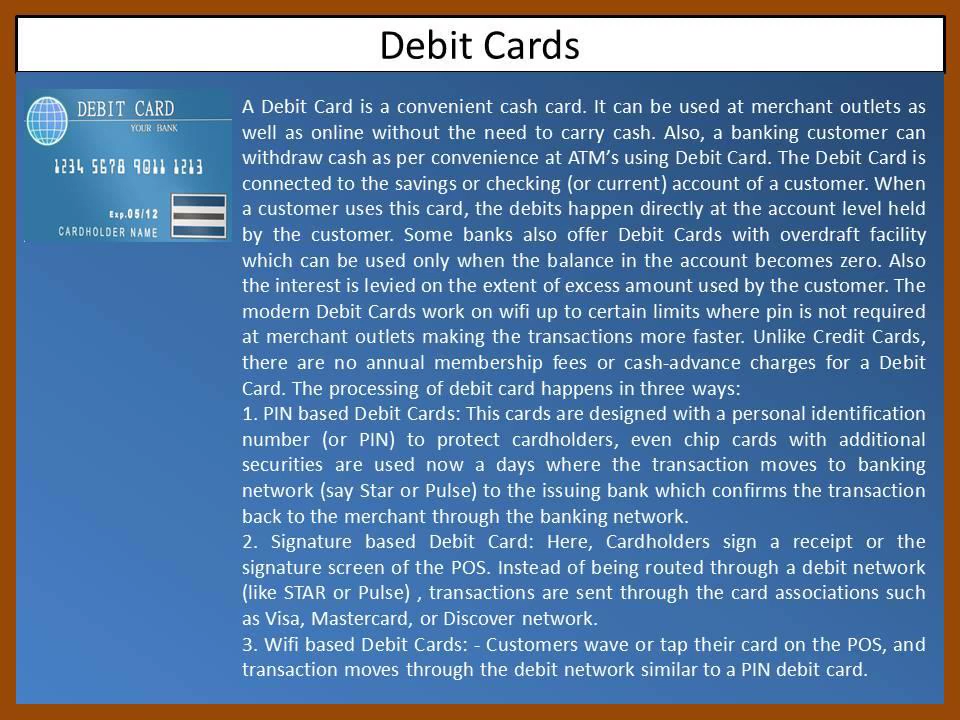 Debit Cards
DEBIT CARD
YOUR BANK
1234 5678 9011 1213
Exp.05/12
CARDHOLDER NAME
A Debit Card is a convenient cash card. It can be used at merchant outlets as
well as online without the need to carry cash. Also, a banking customer can
withdraw cash as per convenience at ATM’s using Debit Card. The Debit Card is
connected to the savings or checking (or current) account of a customer. When
a customer uses this card, the debits happen directly at the account level held
by the customer. Some banks also offer Debit Cards with overdraft facility
which can be used only when the balance in the account becomes zero. Also
the interest is levied on the extent of excess amount used by the customer. The
modern Debit Cards work on wifi up to certain limits where pin is not required
at merchant outlets making the transactions more faster. Unlike Credit Cards,
there are no annual membership fees or cash-advance charges for a Debit
Card. The processing of debit card happens in three ways:
1. PIN based Debit Cards: This cards are designed with a personal identification
number (or PIN) to protect cardholders, even chip cards with additional
securities are used now a days where the transaction moves to banking
network (say Star or Pulse) to the issuing bank which confirms the transaction
back to the merchant through the banking network.
2. Signature based Debit Card: Here, Cardholders sign a receipt or the
signature screen of the POS. Instead of being routed through a debit network
(like STAR or Pulse) , transactions are sent through the card associations such
as Visa, Mastercard, or Discover network.
3. Wifi based Debit Cards: - Customers wave or tap their card on the POS, and
transaction moves through the debit network similar to a PIN debit card.